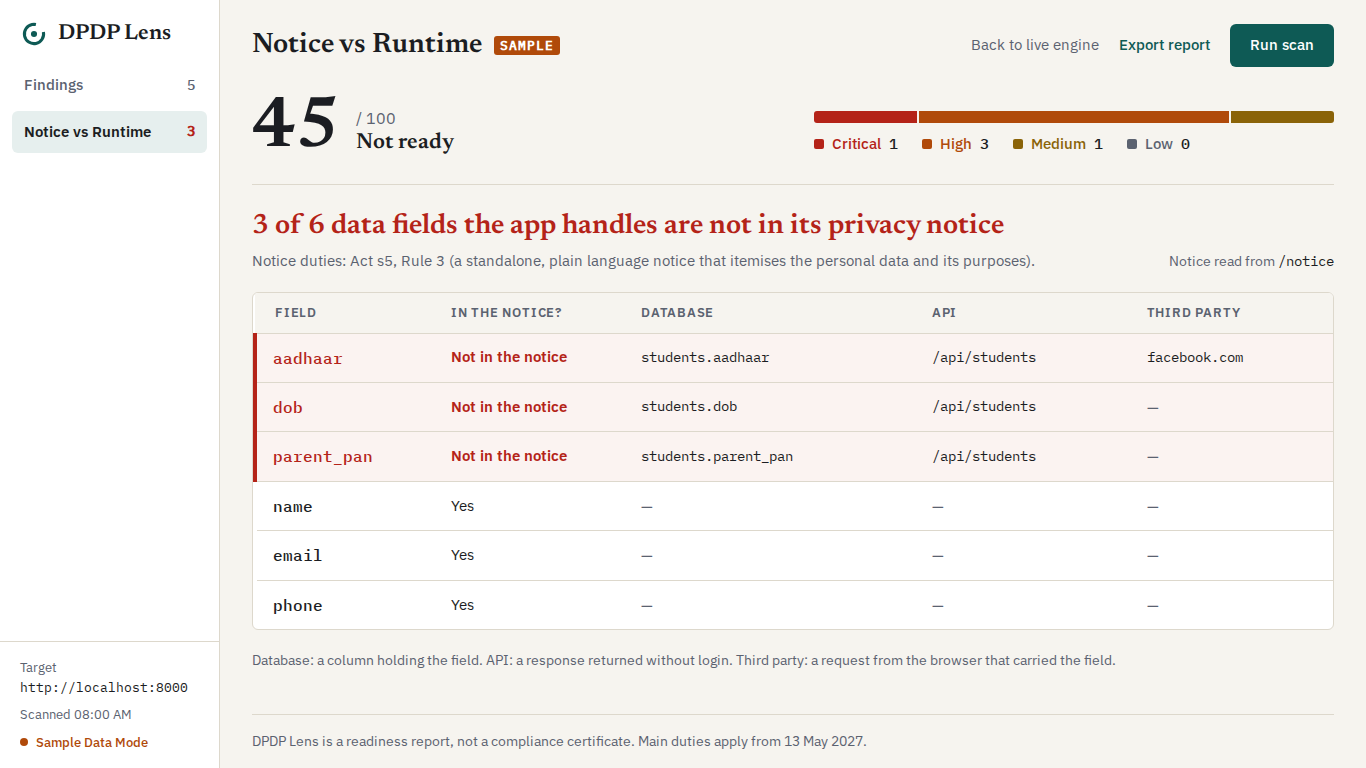 DPDP Lens
Findings 5
Notice vs Runtime 3
Target
http://localhost:8000
Scanned 08:00 AM
Sample Data Mode
Notice vs Runtime SAMPLE
Back to live engine Export report Run scan
45 / 100
Not ready
Critical 1 High 3 Medium 1 Low 0
3 of 6 data fields the app handles are not in its privacy notice
Notice duties: Act s5, Rule 3 (a standalone, plain language notice that itemises the personal data and its purposes). Notice read from /notice
FIELD IN THE NOTICE? DATABASE API THIRD PARTY
aadhaar Not in the notice students.aadhaar /api/students facebook.com
dob Not in the notice students.dob /api/students —
parent_pan Not in the notice students.parent_pan /api/students —
name Yes — — —
email Yes — — —
phone Yes — — —
Database: a column holding the field. API: a response returned without login. Third party: a request from the browser that carried the field.
DPDP Lens is a readiness report, not a compliance certificate. Main duties apply from 13 May 2027.